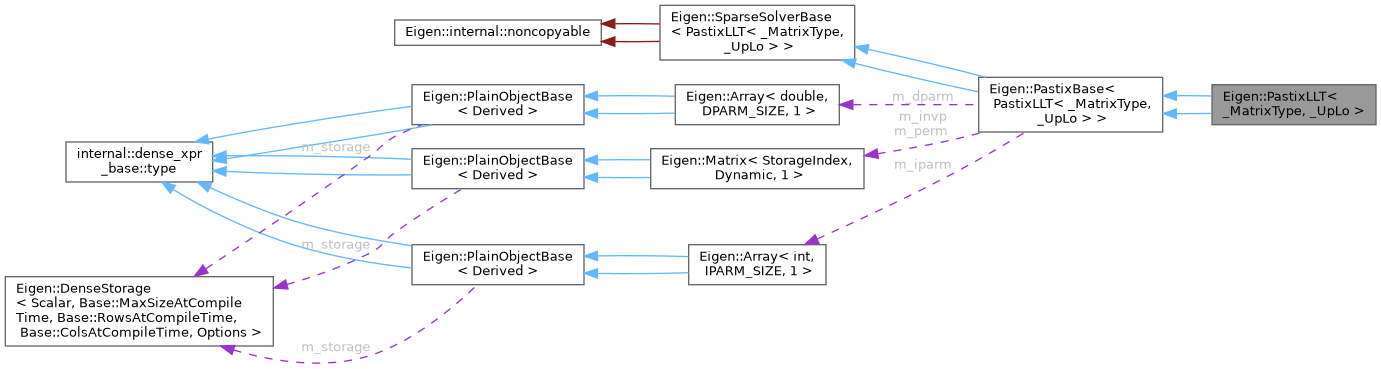 Eigen::internal::noncopyable
Eigen::SparseSolverBase
< PastixLLT< _MatrixType,
_UpLo > >
Eigen::PlainObjectBase
< Derived >
Eigen::Array< double,
DPARM_SIZE, 1 >
m_dparm
Eigen::PastixBase<
PastixLLT< _MatrixType,
_UpLo > >
Eigen::PastixLLT<
_MatrixType, _UpLo >
m_invp
m_perm
internal::dense_xpr
_base::type
m_storage
Eigen::PlainObjectBase
< Derived >
Eigen::Matrix< StorageIndex,
Dynamic, 1 >
m_iparm
m_storage
Eigen::PlainObjectBase
< Derived >
Eigen::Array< int,
IPARM_SIZE, 1 >
Eigen::DenseStorage
< Scalar, Base::MaxSizeAtCompile
Time, Base::RowsAtCompileTime,
Base::ColsAtCompileTime, Options >
m_storage